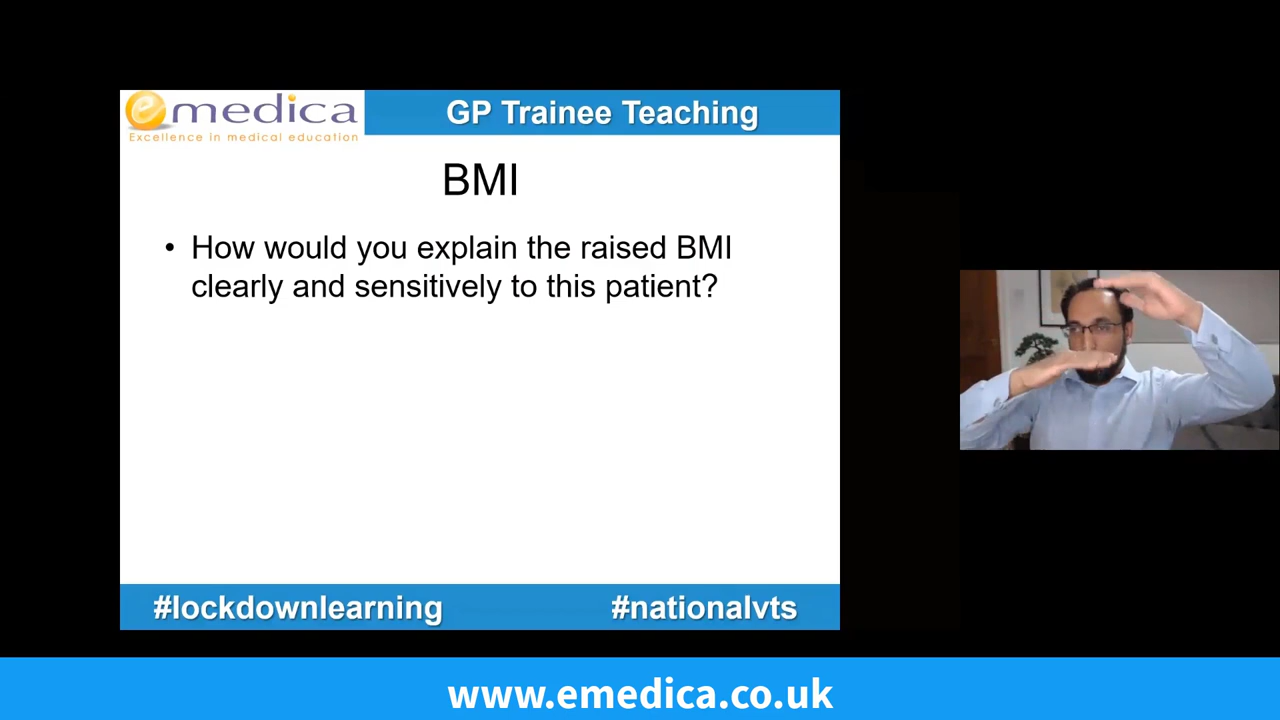 emedica
Excellence in medical education
GP Trainee Teaching
BMI
• How would you explain the raised BMI
clearly and sensitively to this patient?
#lockdownlearning
#nationalvts
www.emedica.co.uk